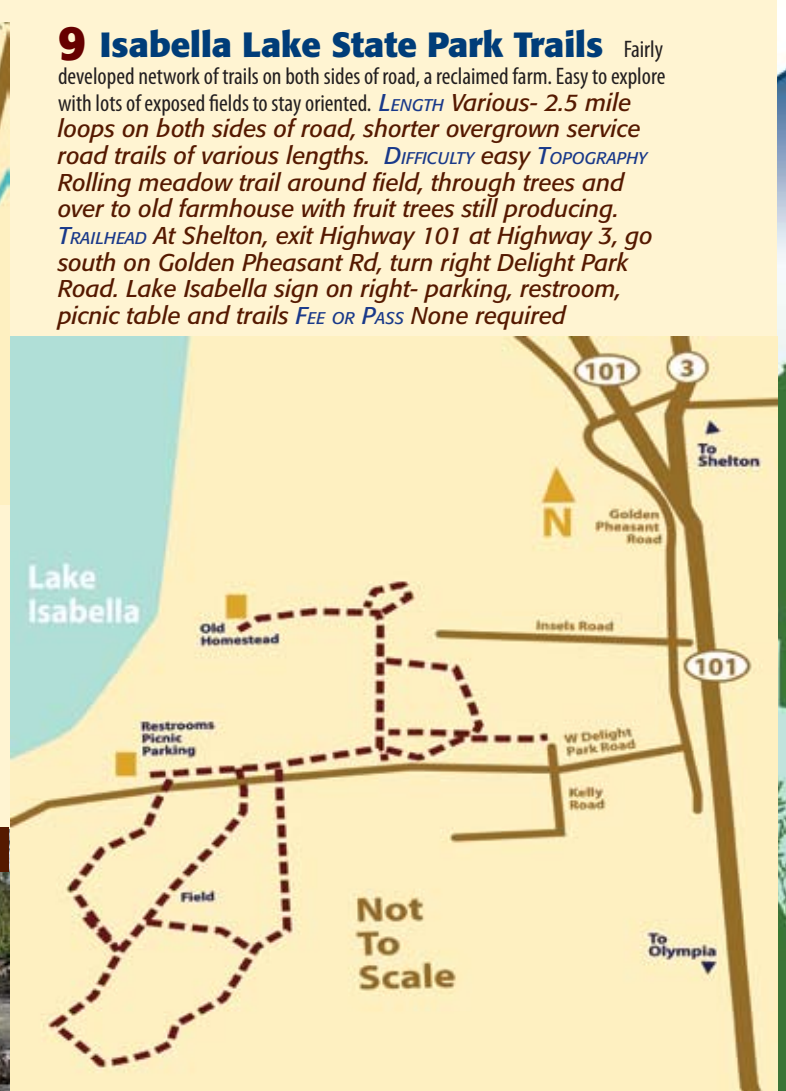 9 Isabella Lake State Park Trails Fairly
developed network of trails on both sides of road, a reclaimed farm. Easy to explore
with lots of exposed fields to stay oriented. LENGTH Various- 2.5 mile
loops on both sides of road, shorter overgrown service
road trails of various lengths. DIFFICULTY easy TOPOGRAPHY
Rolling meadow trail around field, through trees and
over to old farmhouse with fruit trees still producing.
TRAILHEAD At Shelton, exit Highway 101 at Highway 3, go
south on Golden Pheasant Rd, turn right Delight Park
Road. Lake Isabella sign on right- parking, restroom,
picnic table and trails FEE OR PASS None required
101
3
To
Shelton
N
Golden
Pheasant
Road
Lake
Isabella
Old
Homestead
Insels Road
101
Restrooms
Picnic
Parking
W Delight
Park Road
Kelly
Road
Field
Not
To
Scale
To
Olympia